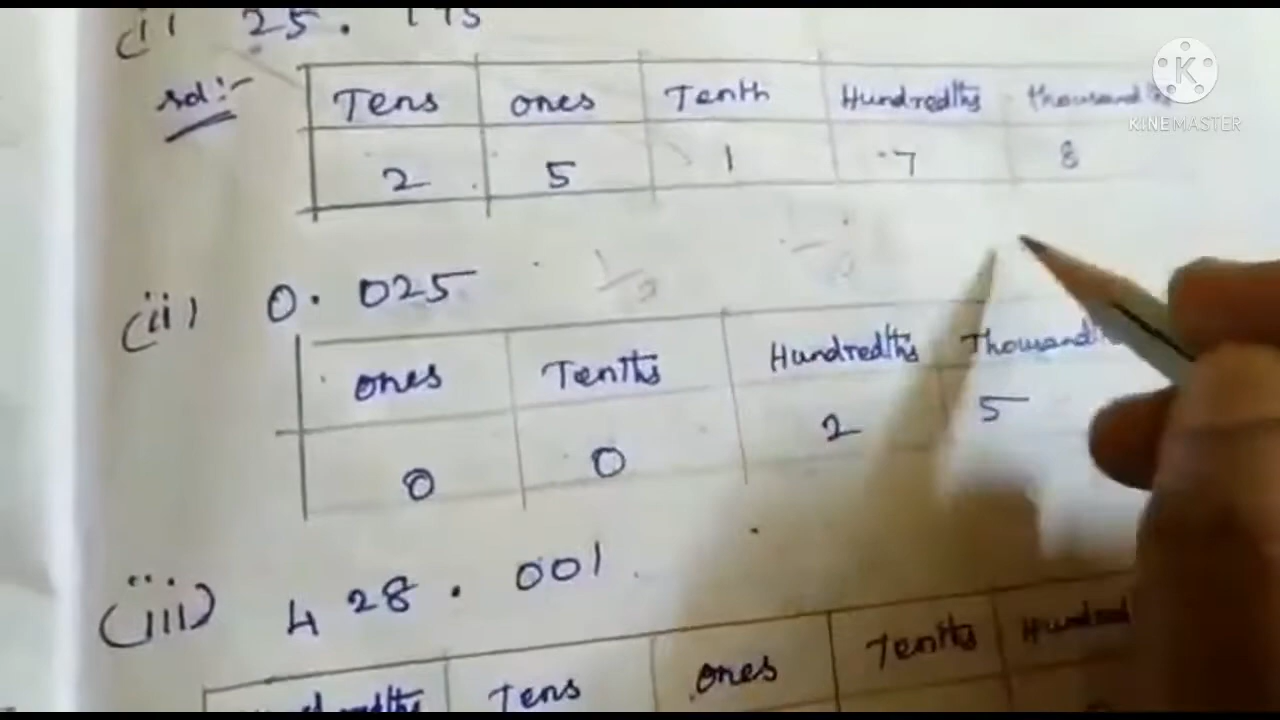 (i) 25.
sol:-
Tens ones Tenth Hundredths
2 5 1 7 8
(ii) 0.025
ones Tenths Hundredths
0 0 2 5
(iii) 428.001
Tens ones Tenths
K
KINEMASTER